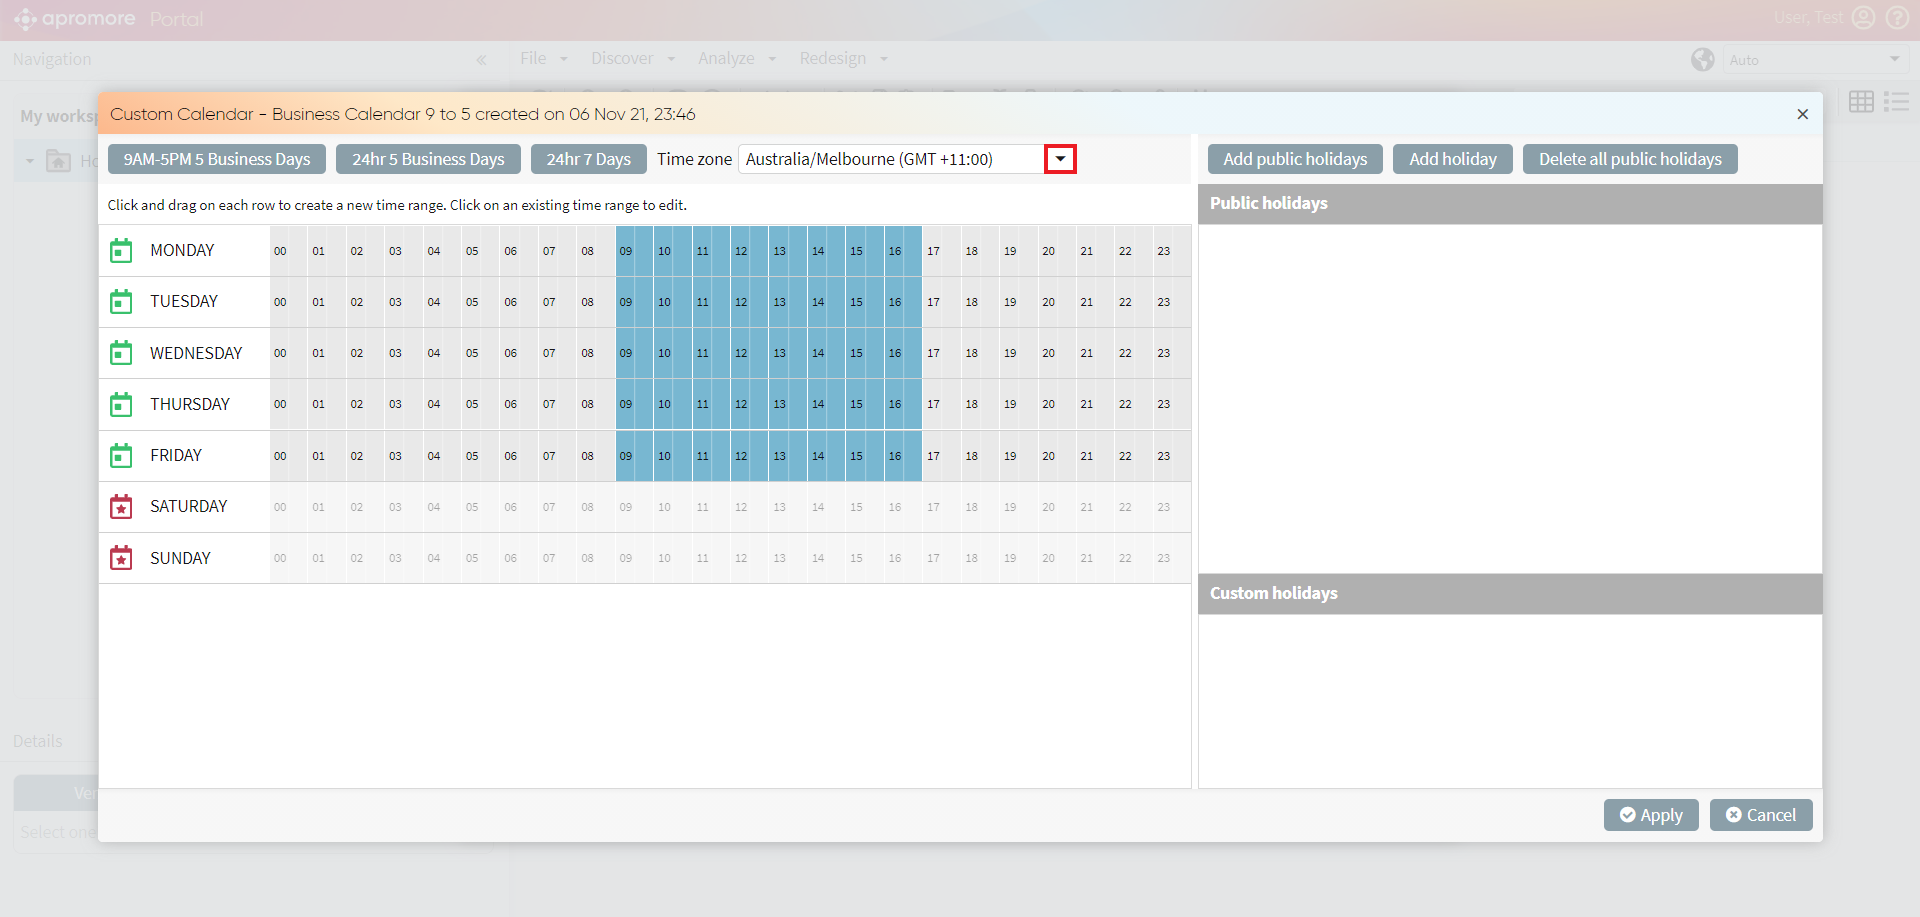 apromore Portal
User, Test
Navigation
File
Discover
Analyze
Redesign
Auto
My worksp
Custom Calendar - Business Calendar 9 to 5 created on 06 Nov 21, 23:46
9AM-5PM 5 Business Days
24hr 5 Business Days
24hr 7 Days
Time zone
Australia/Melbourne (GMT +11:00)
Add public holidays
Add holiday
Delete all public holidays
Click and drag on each row to create a new time range. Click on an existing time range to edit.
Public holidays
MONDAY 00 01 02 03 04 05 06 07 08 09 10 11 12 13 14 15 16 17 18 19 20 21 22 23
TUESDAY 00 01 02 03 04 05 06 07 08 09 10 11 12 13 14 15 16 17 18 19 20 21 22 23
WEDNESDAY 00 01 02 03 04 05 06 07 08 09 10 11 12 13 14 15 16 17 18 19 20 21 22 23
THURSDAY 00 01 02 03 04 05 06 07 08 09 10 11 12 13 14 15 16 17 18 19 20 21 22 23
FRIDAY 00 01 02 03 04 05 06 07 08 09 10 11 12 13 14 15 16 17 18 19 20 21 22 23
SATURDAY 00 01 02 03 04 05 06 07 08 09 10 11 12 13 14 15 16 17 18 19 20 21 22 23
SUNDAY 00 01 02 03 04 05 06 07 08 09 10 11 12 13 14 15 16 17 18 19 20 21 22 23
Custom holidays
Details
Ver
Select one
Apply
Cancel